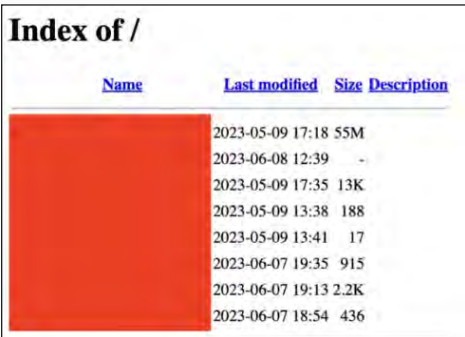 Index of /
Name Last modified Size Description
2023-05-09 17:18 55M
2023-06-08 12:39 -
2023-05-09 17:35 13K
2023-05-09 13:38 188
2023-05-09 13:41 17
2023-06-07 19:35 915
2023-06-07 19:13 2.2K
2023-06-07 18:54 436